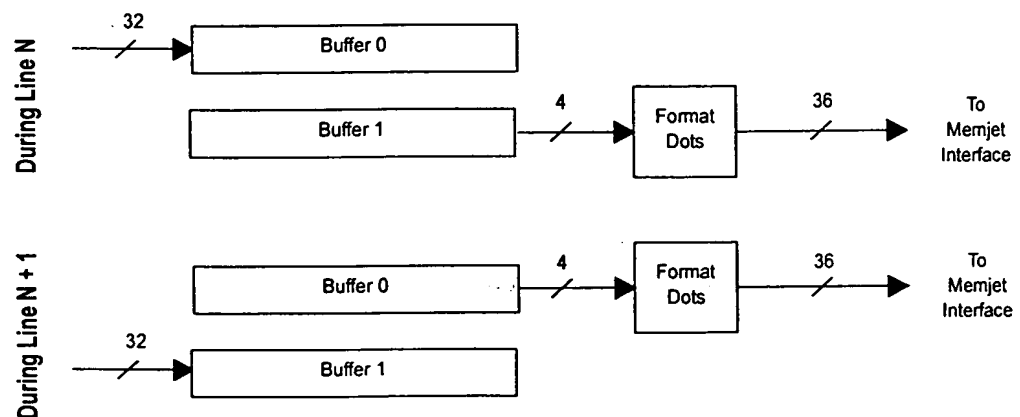 During Line N
32
Buffer 0
Buffer 1
4
Format
Dots
36
To
Memjet
Interface
During Line N + 1
Buffer 0
4
Format
Dots
36
To
Memjet
Interface
32
Buffer 1